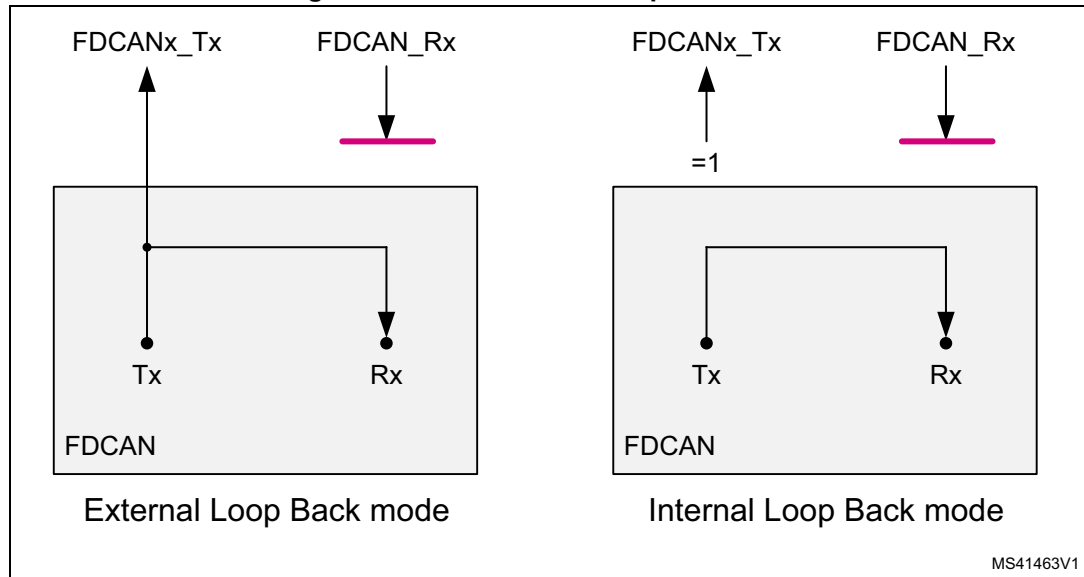 FDCANx_Tx FDCAN_Rx FDCANx_Tx FDCAN_Rx
=1
Tx Rx Tx Rx
FDCAN FDCAN
External Loop Back mode Internal Loop Back mode
MS41463V1